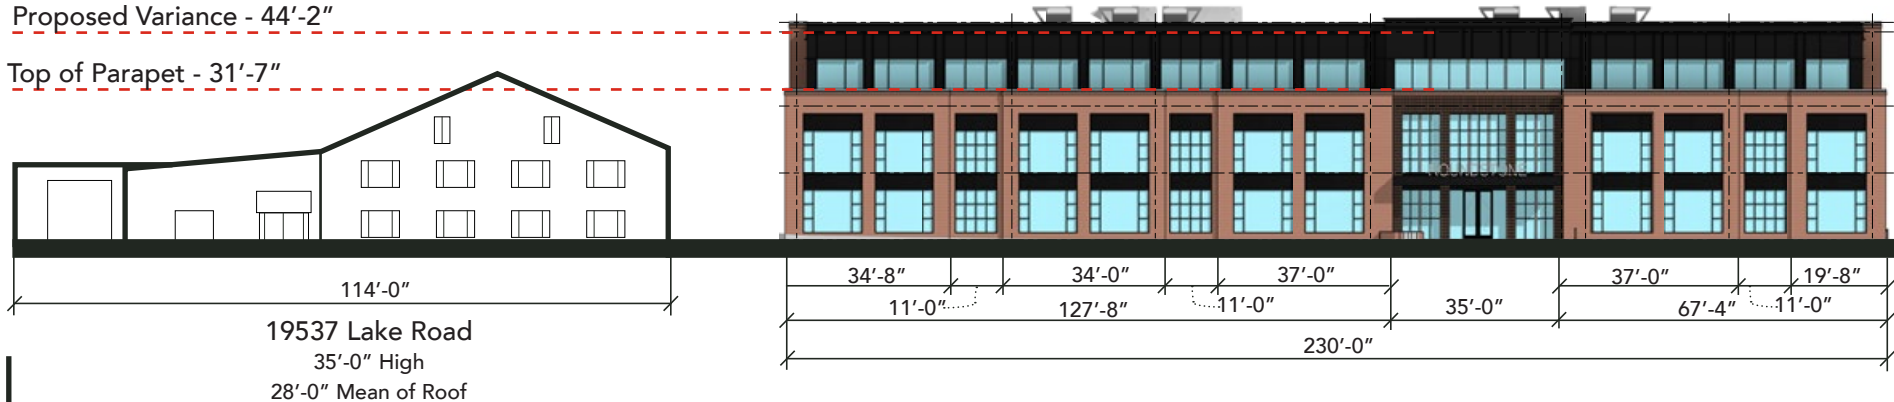 Proposed Variance - 44’-2”
Top of Parapet - 31’-7”
34’-8”
34’-0”
37’-0”
37’-0”
19’-8”
11’-0”
127’-8”
11’-0”
35’-0”
67’-4”
11’-0”
114’-0”
230’-0”
19537 Lake Road
35’-0” High
28’-0” Mean of Roof